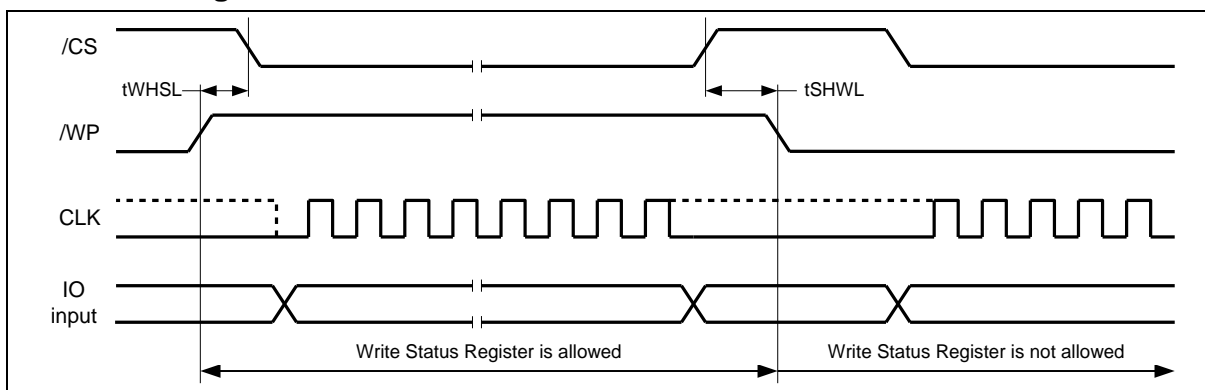 /CS
tWHSL
tSHWL
/WP
CLK
IO
input
Write Status Register is allowed
Write Status Register is not allowed